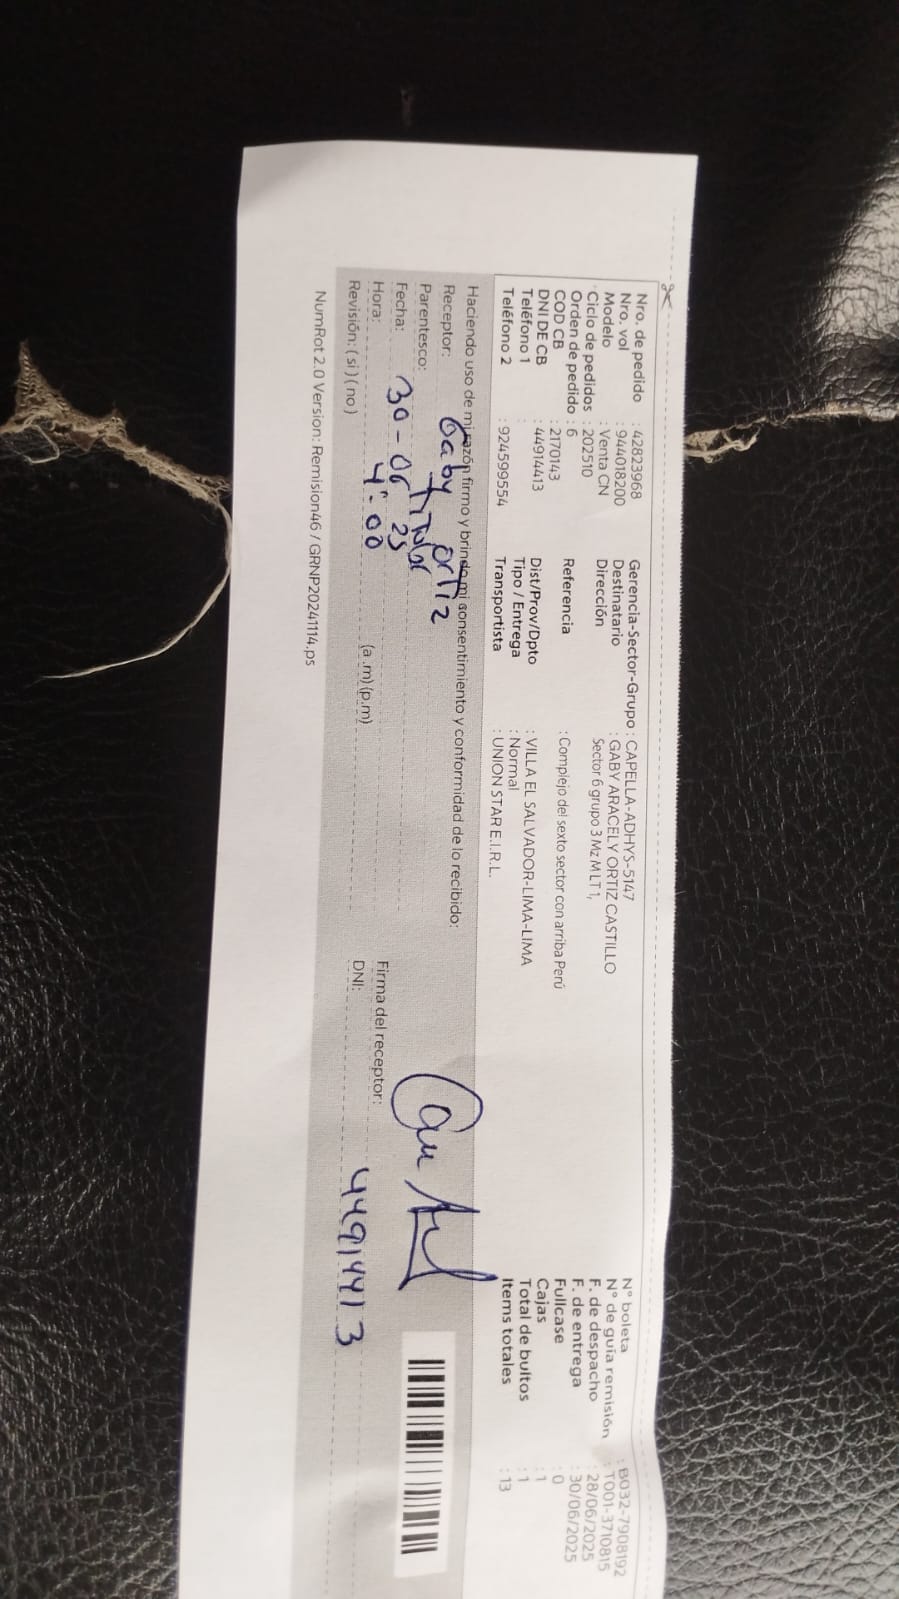 Nro. de pedido : 42823968
Nro. vol : 944018200
Modelo : Venta CN
Ciclo de pedidos : 202510
Orden de pedido : 6
COD CB : 2170143
DNI DE CB : 44914413
Teléfono 1 :
Teléfono 2 : 924599554
Gerencia-Sector-Grupo : CAPELLA-ADHYS-5147
Destinatario : GABY ARACELY ORTIZ CASTILLO
Dirección Sector 6 grupo 3 Mz M LT 1,
Referencia : Complejo del sexto sector con arriba Perú
Dist/Prov/Dpto : VILLA EL SALVADOR-LIMA-LIMA
Tipo / Entrega : Normal
Transportista : UNION STAR E.I.R.L.
N° boleta : B032-7908192
N° de guía remisión : T001-3710815
F. de despacho : 28/06/2025
F. de entrega : 30/06/2025
Fullcase : 0
Cajas : 1
Total de bultos : 1
Items totales : 13
Haciendo uso de mi razón firmo y brindo mi consentimiento y conformidad de lo recibido:
Receptor: Gaby Ortiz
Parentesco: Titular
Fecha: 30-06 25
Hora: 4:00 (a.m) (p.m)
Revisión: ( si ) ( no )
Firma del receptor:
DNI: 44914413
NumRot 2.0 Version: Remision46 / GRNP20241114.ps